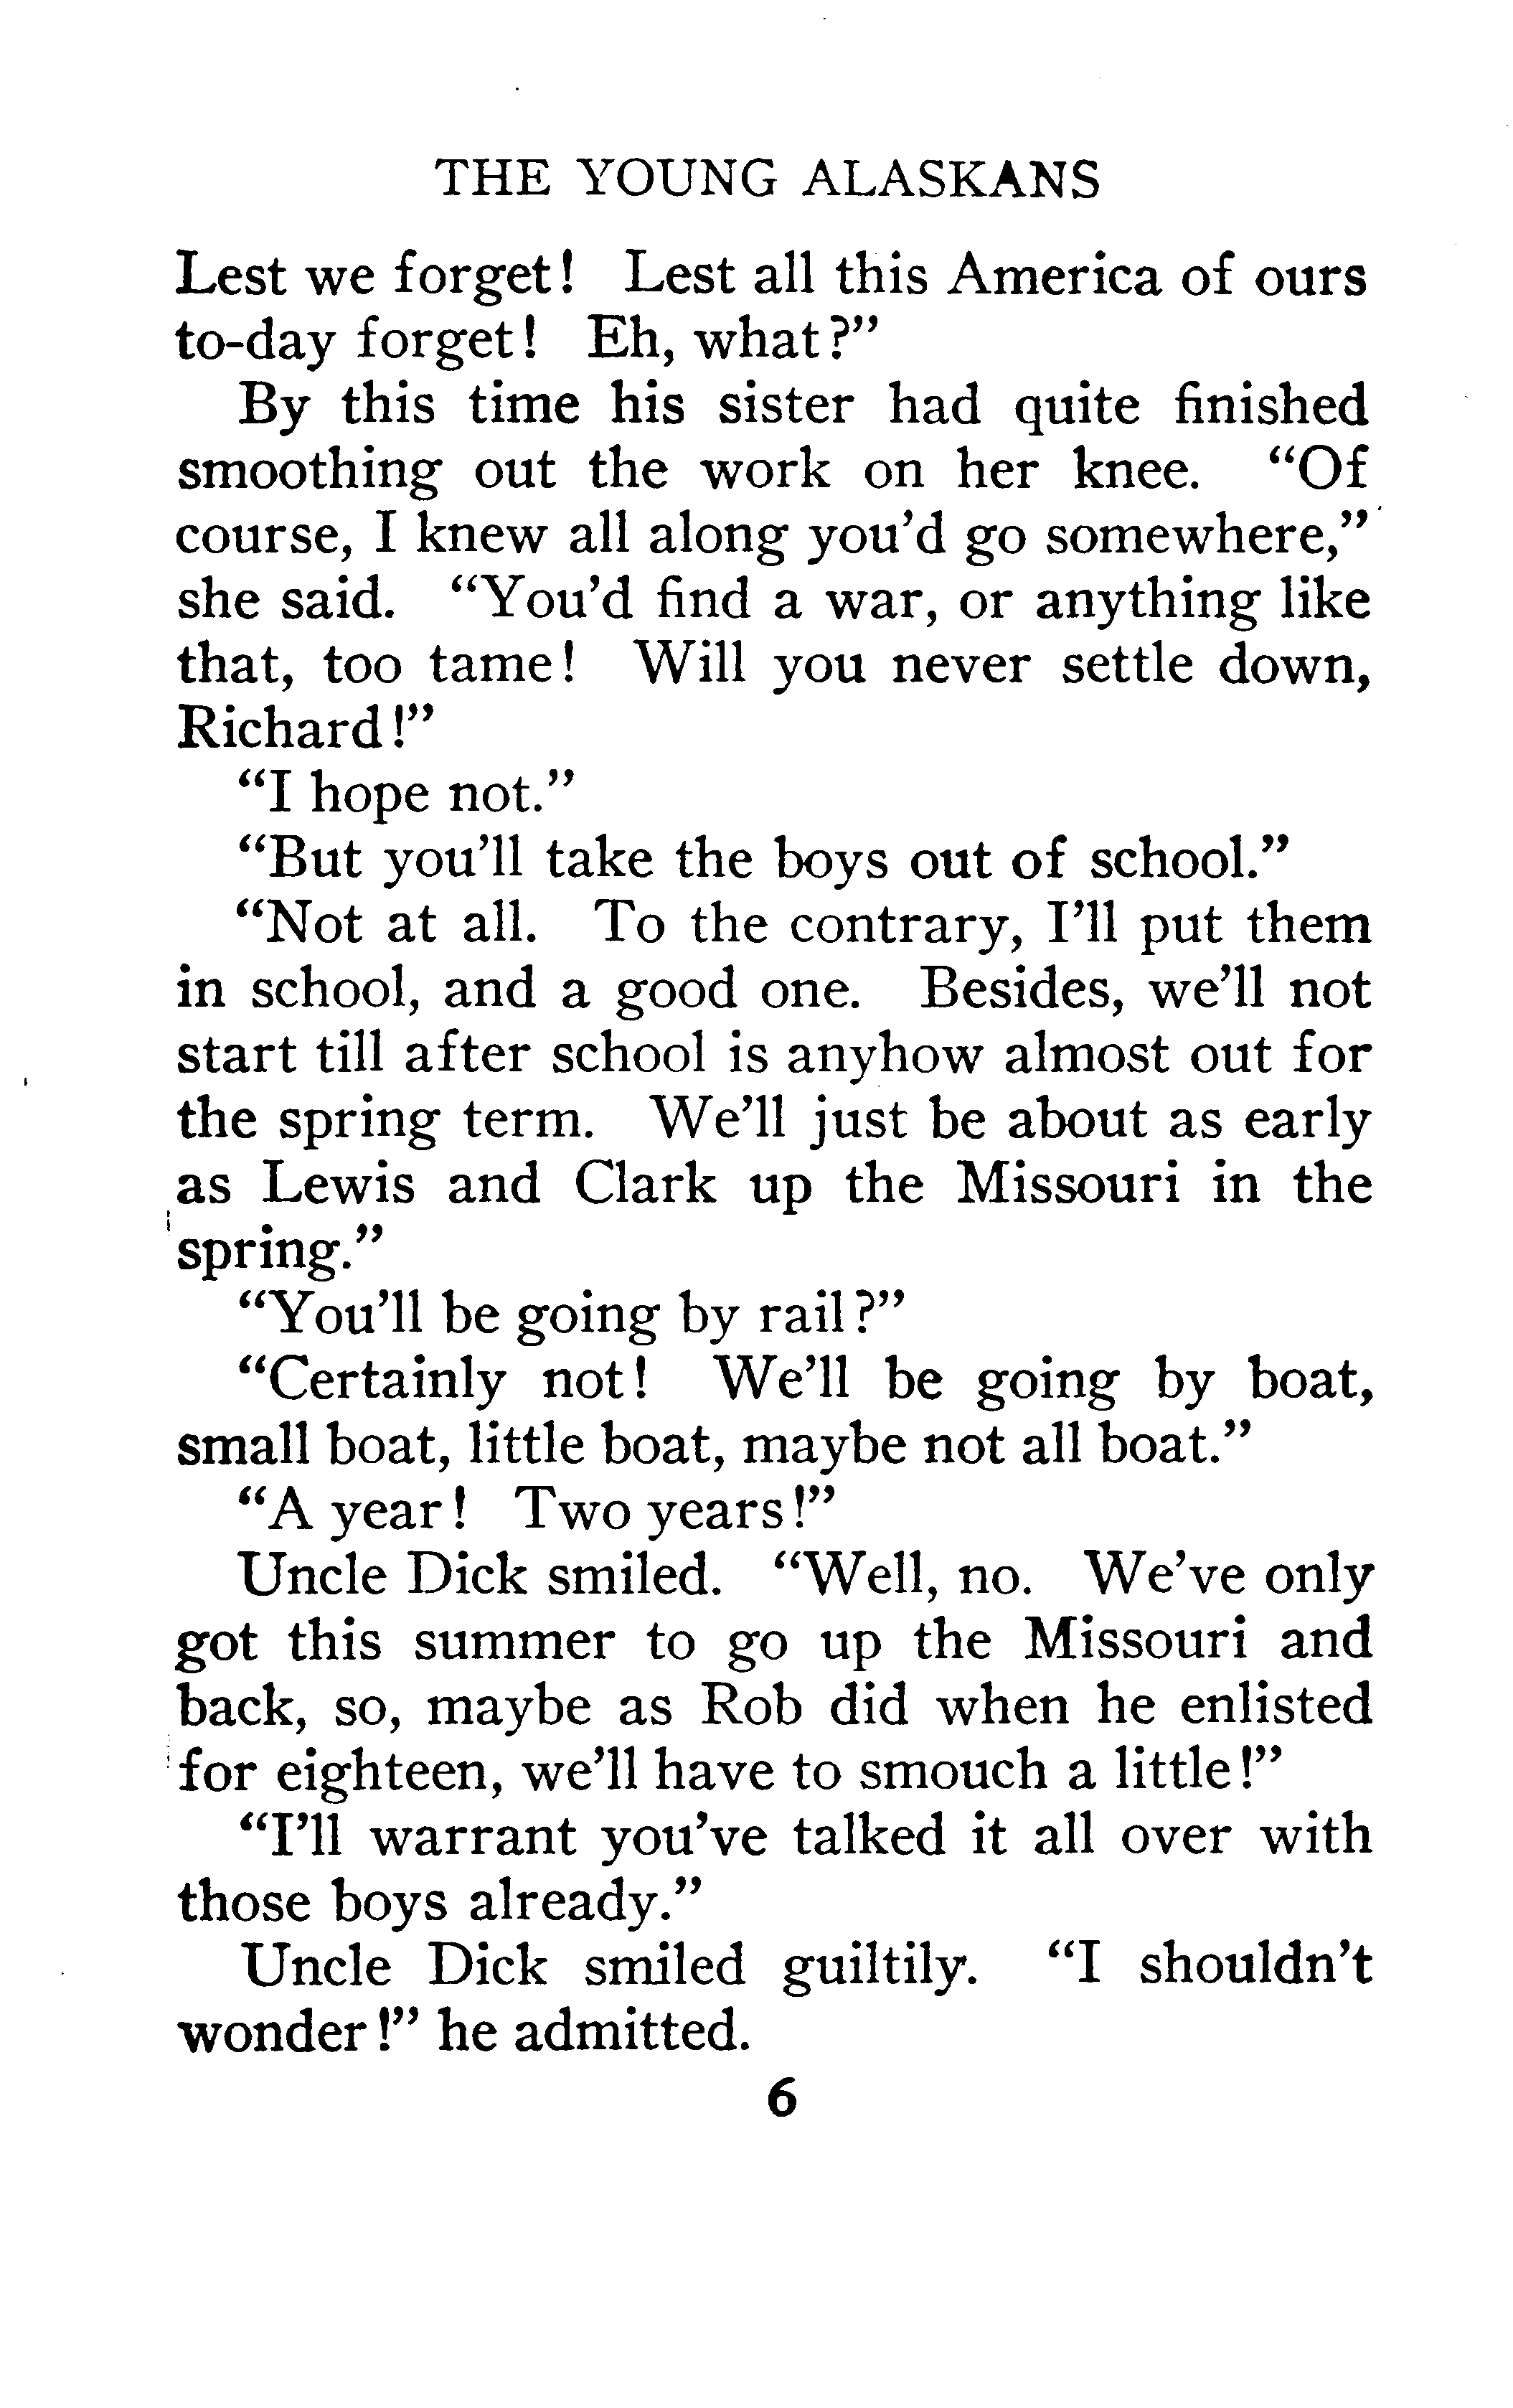 THE YOUNG ALASKANS
Lest we forget! Lest all this America of ours
to-day forget! Eh, what?”
By this time his sister had quite finished
smoothing out the work on her knee. “Of
course, I knew all along you’d go somewhere,”
she said. “You’d find a war, or anything like
that, too tame! Will you never settle down,
Richard!”
“I hope not.”
“But you’ll take the boys out of school.”
“Not at all. To the contrary, I’ll put them
in school, and a good one. Besides, we’ll not
start till after school is anyhow almost out for
the spring term. We’ll just be about as early
as Lewis and Clark up the Missouri in the
spring.”
“You’ll be going by rail?”
“Certainly not! We’ll be going by boat,
small boat, little boat, maybe not all boat.”
“A year! Two years!”
Uncle Dick smiled. “Well, no. We’ve only
got this summer to go up the Missouri and
back, so, maybe as Rob did when he enlisted
for eighteen, we’ll have to smouch a little!”
“I’ll warrant you’ve talked it all over with
those boys already.”
Uncle Dick smiled guiltily. “I shouldn’t
wonder!” he admitted.
6